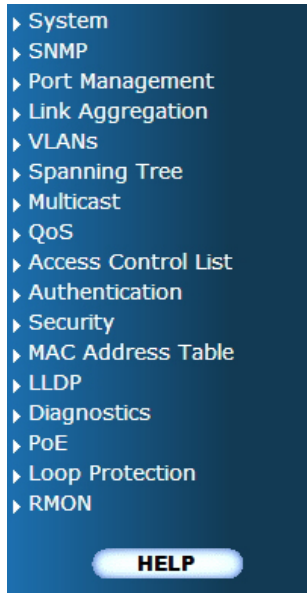 System
SNMP
Port Management
Link Aggregation
VLANs
Spanning Tree
Multicast
QoS
Access Control List
Authentication
Security
MAC Address Table
LLDP
Diagnostics
PoE
Loop Protection
RMON
HELP